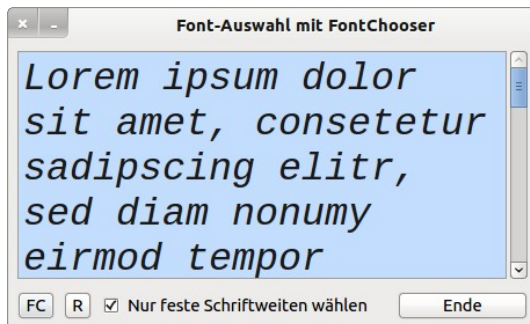 Font-Auswahl mit FontChooser
Lorem ipsum dolor
sit amet, consetetur
sadipscing elitr,
sed diam nonumy
eirmod tempor
FC R Nur feste Schriftweiten wählen Ende